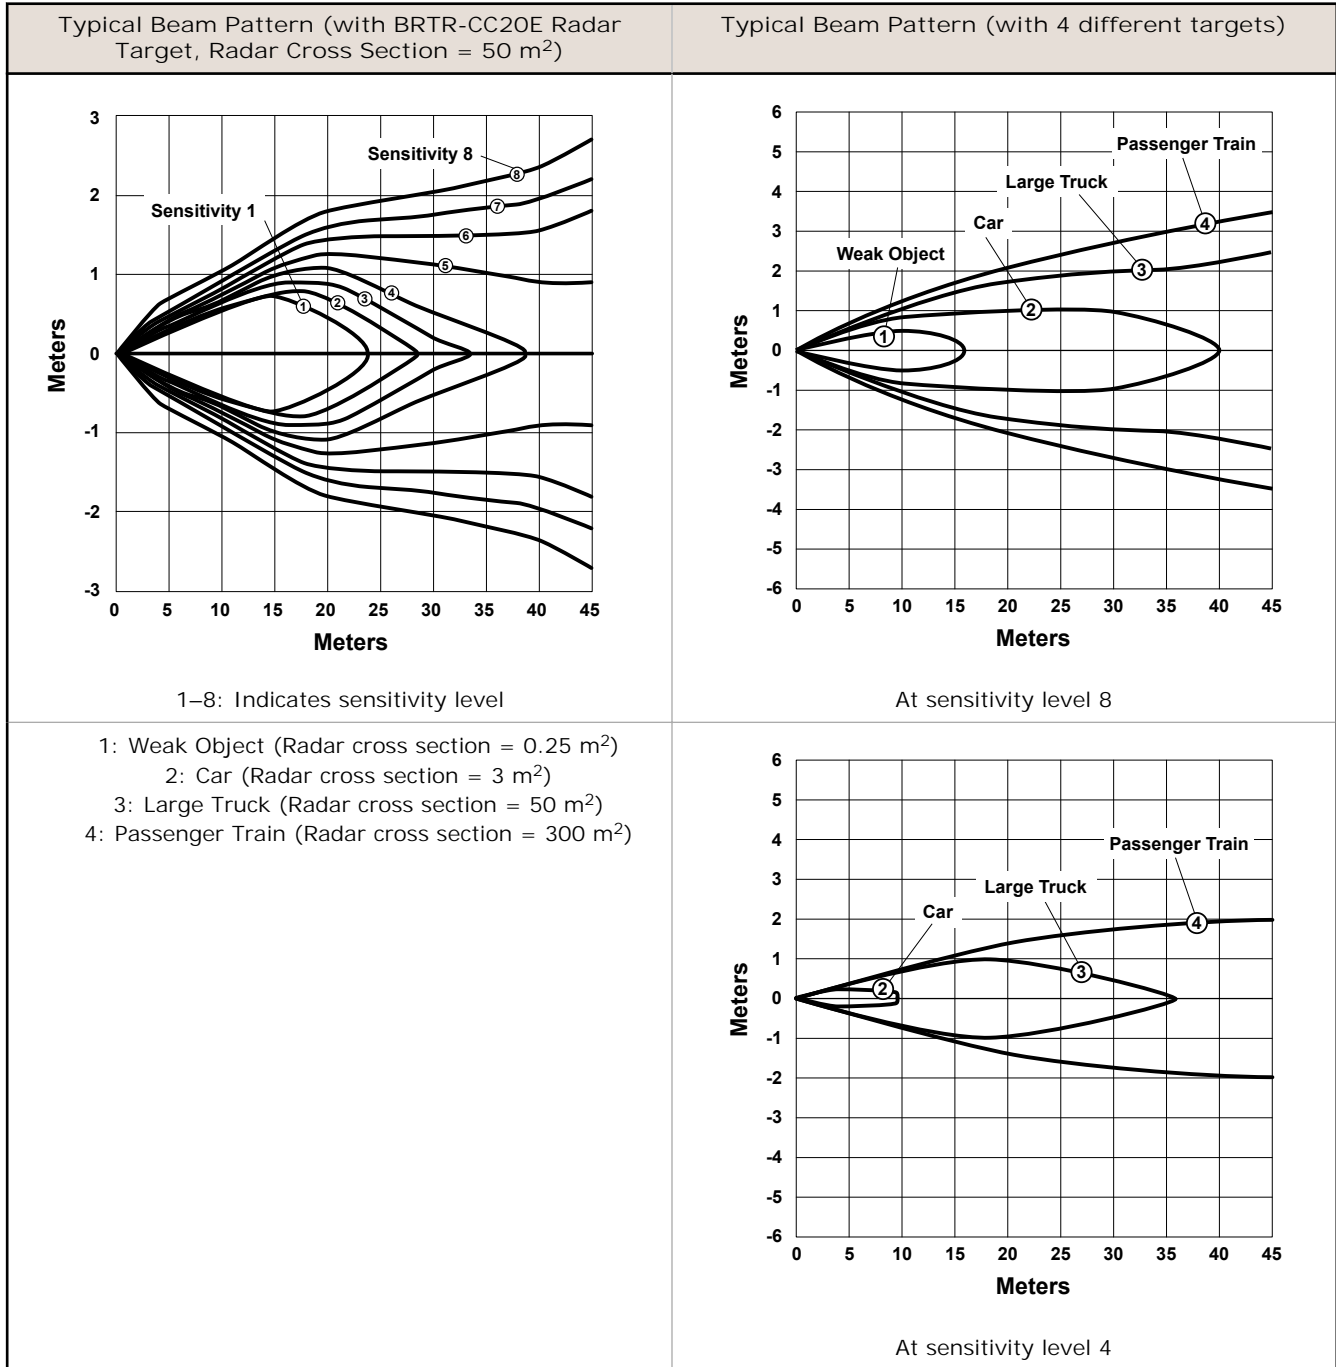 Typical Beam Pattern (with BRTR-CC20E Radar
Target, Radar Cross Section = 50 m²)
Typical Beam Pattern (with 4 different targets)
3
2
1
0
-1
-2
-3
Meters
Sensitivity 8
Sensitivity 1
8
7
6
5
4
3
2
1
0 5 10 15 20 25 30 35 40 45
Meters
1–8: Indicates sensitivity level
6
5
4
3
2
1
0
-1
-2
-3
-4
-5
-6
Meters
Passenger Train
Large Truck
Car
Weak Object
4
3
2
1
0 5 10 15 20 25 30 35 40 45
Meters
At sensitivity level 8
1: Weak Object (Radar cross section = 0.25 m²)
2: Car (Radar cross section = 3 m²)
3: Large Truck (Radar cross section = 50 m²)
4: Passenger Train (Radar cross section = 300 m²)
6
5
4
3
2
1
0
-1
-2
-3
-4
-5
-6
Meters
Passenger Train
Large Truck
Car
4
3
2
0 5 10 15 20 25 30 35 40 45
Meters
At sensitivity level 4